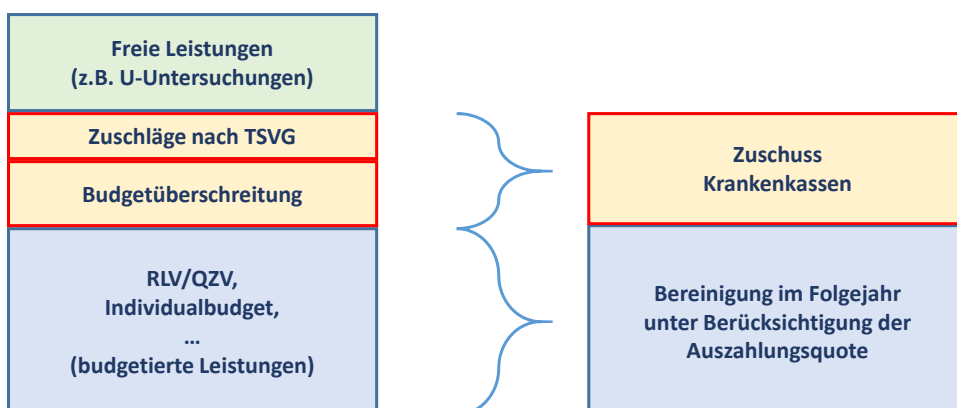 Freie Leistungen
(z.B. U-Untersuchungen)
Zuschläge nach TSVG
Budgetüberschreitung
RLV/QZV,
Individualbudget,
…
(budgetierte Leistungen)
Zuschuss
Krankenkassen
Bereinigung im Folgejahr
unter Berücksichtigung der
Auszahlungsquote